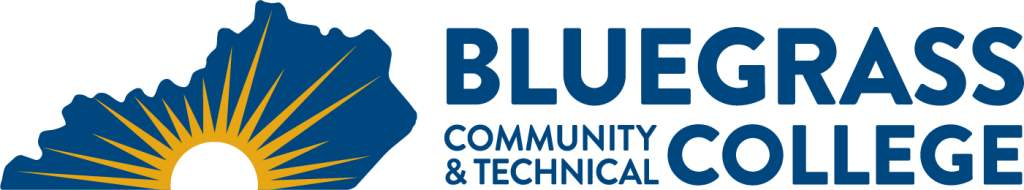 BLUEGRASS
COMMUNITY
& TECHNICAL
COLLEGE